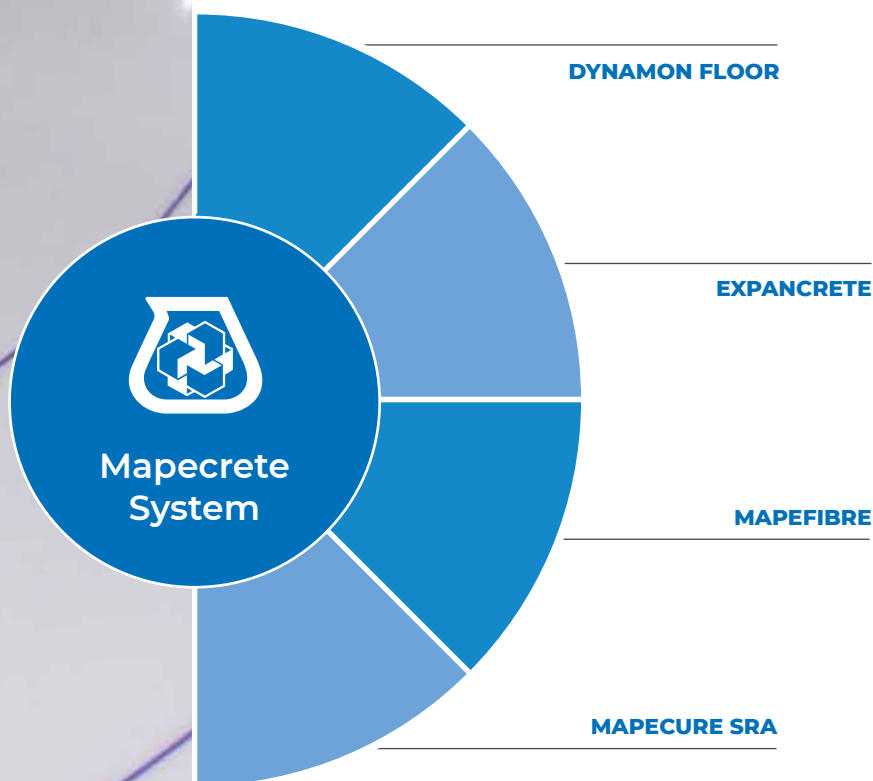 DYNAMON FLOOR
EXPANCRETE
Mapecrete
System
MAPEFIBRE
MAPECURE SRA